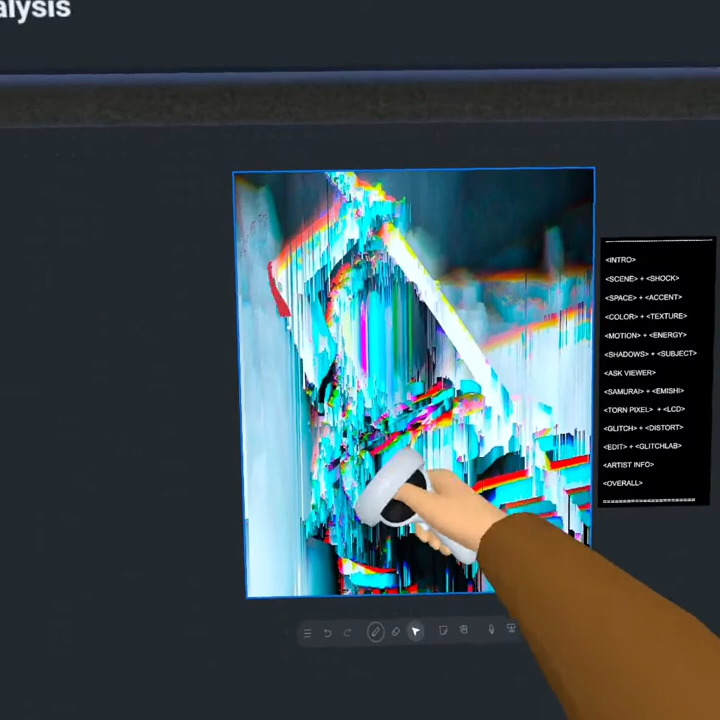 alysis
<INTRO>
<SCENE> + <SHOCK>
<SPACE> + <ACCENT>
<COLOR> + <TEXTURE>
<MOTION> + <ENERGY>
<SHADOWS> + <SUBJECT>
<ASK VIEWER>
<SAMURAI> + <EMISHI>
<TORN PIXEL> + <LCD>
<GLITCH> + <DISTORT>
<EDIT> + <GLITCHLAB>
<ARTIST INFO>
<OVERALL>